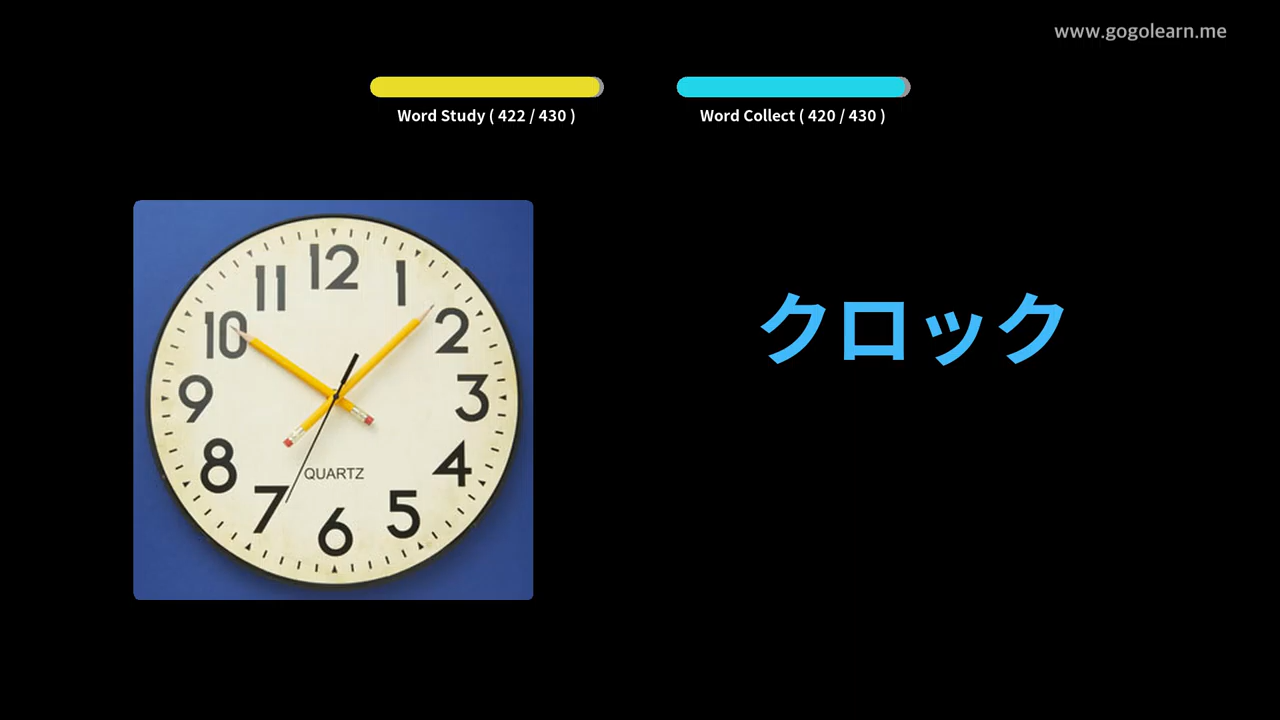 www.gogolearn.me
Word Study ( 422 / 430 )
Word Collect ( 420 / 430 )
12
11
1
10
2
9
3
8
4
QUARTZ
7
5
6
クロック